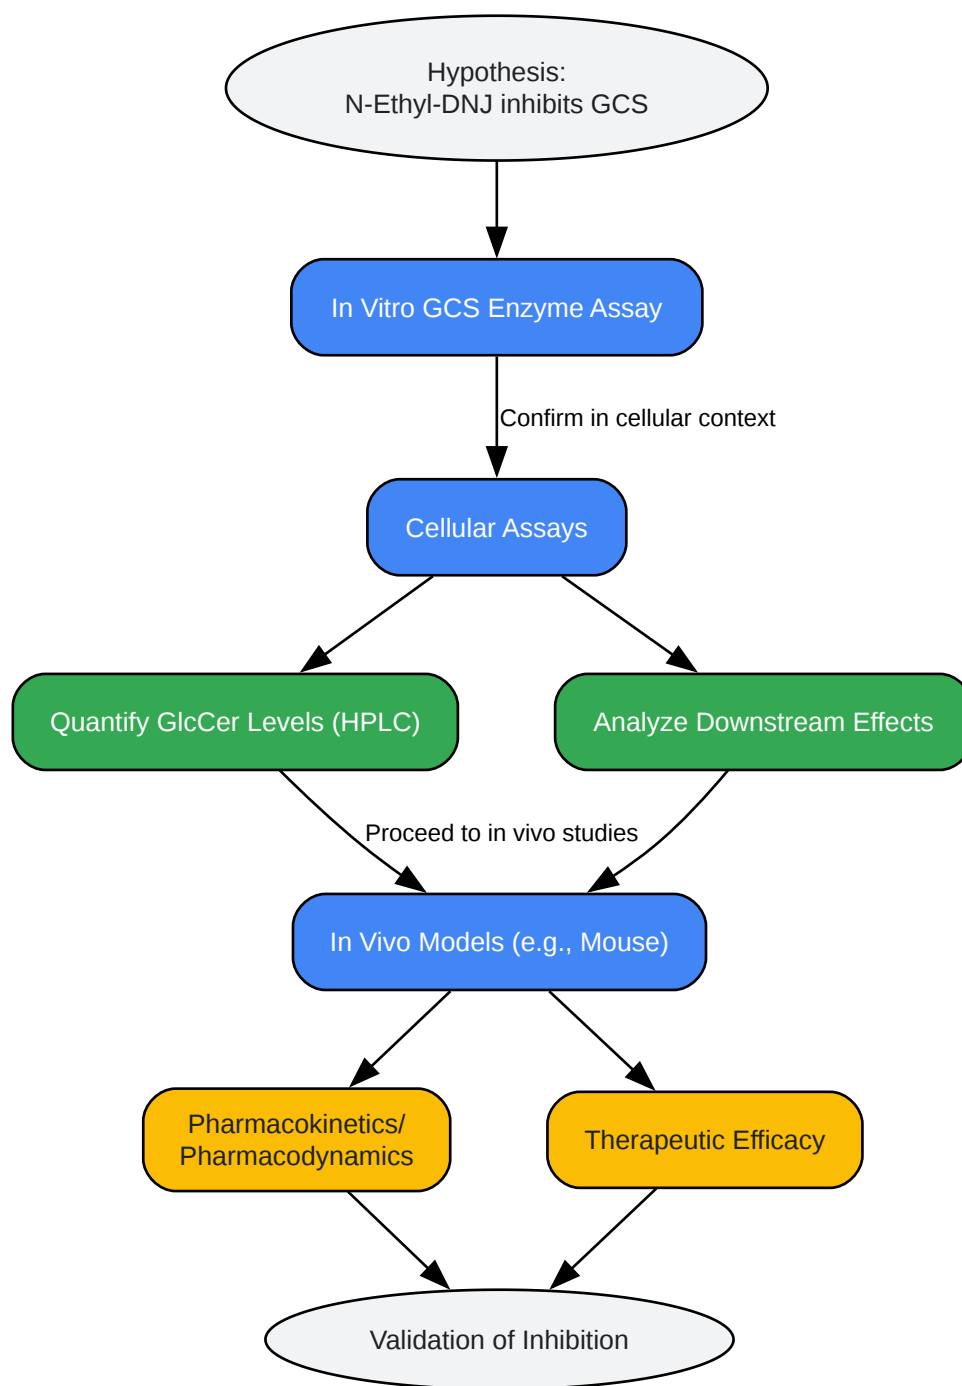 Hypothesis:
N-Ethyl-DNJ inhibits GCS
In Vitro GCS Enzyme Assay
Confirm in cellular context
Cellular Assays
Quantify GlcCer Levels (HPLC)
Analyze Downstream Effects
Proceed to in vivo studies
In Vivo Models (e.g., Mouse)
Pharmacokinetics/
Pharmacodynamics
Therapeutic Efficacy
Validation of Inhibition